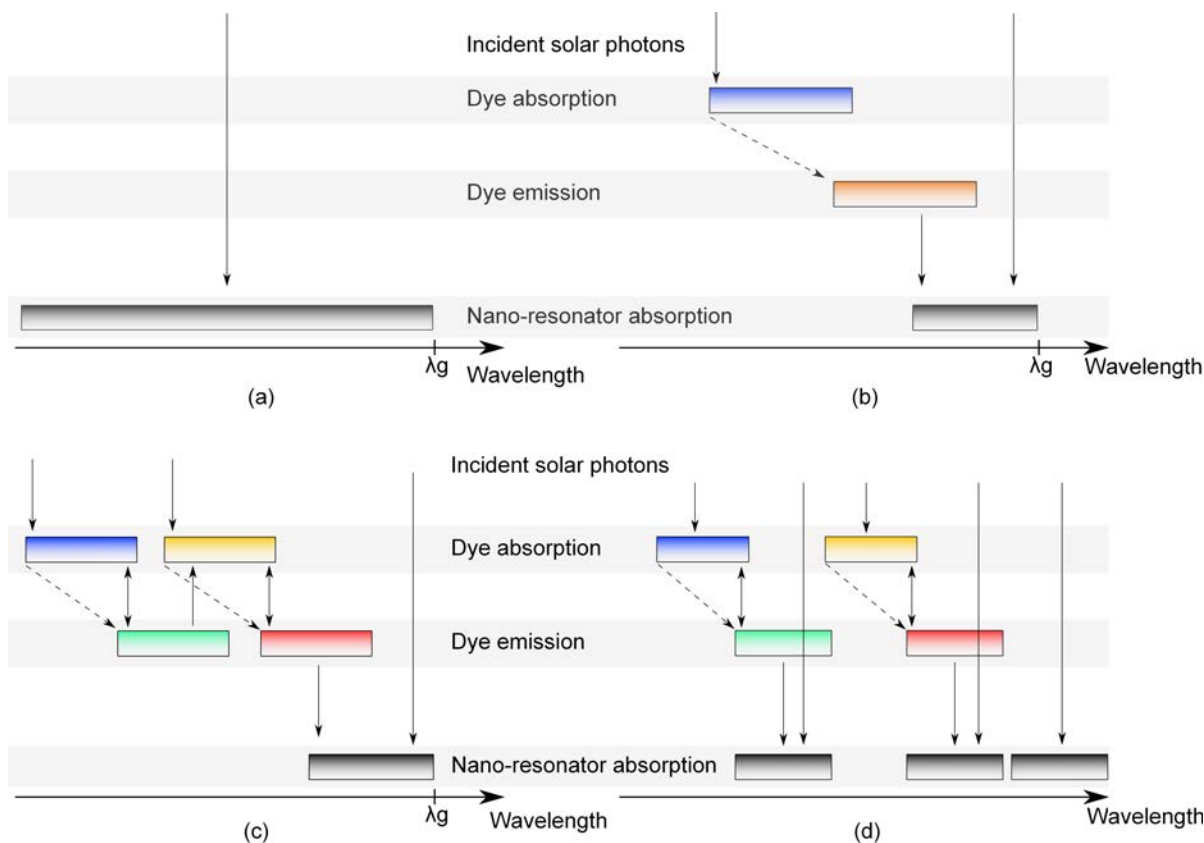 Incident solar photons
Dye absorption
Dye emission
Nano-resonator absorption
λg
Wavelength
λg
Wavelength
(a)
(b)
Incident solar photons
Dye absorption
Dye emission
Nano-resonator absorption
λg
Wavelength
Wavelength
(c)
(d)